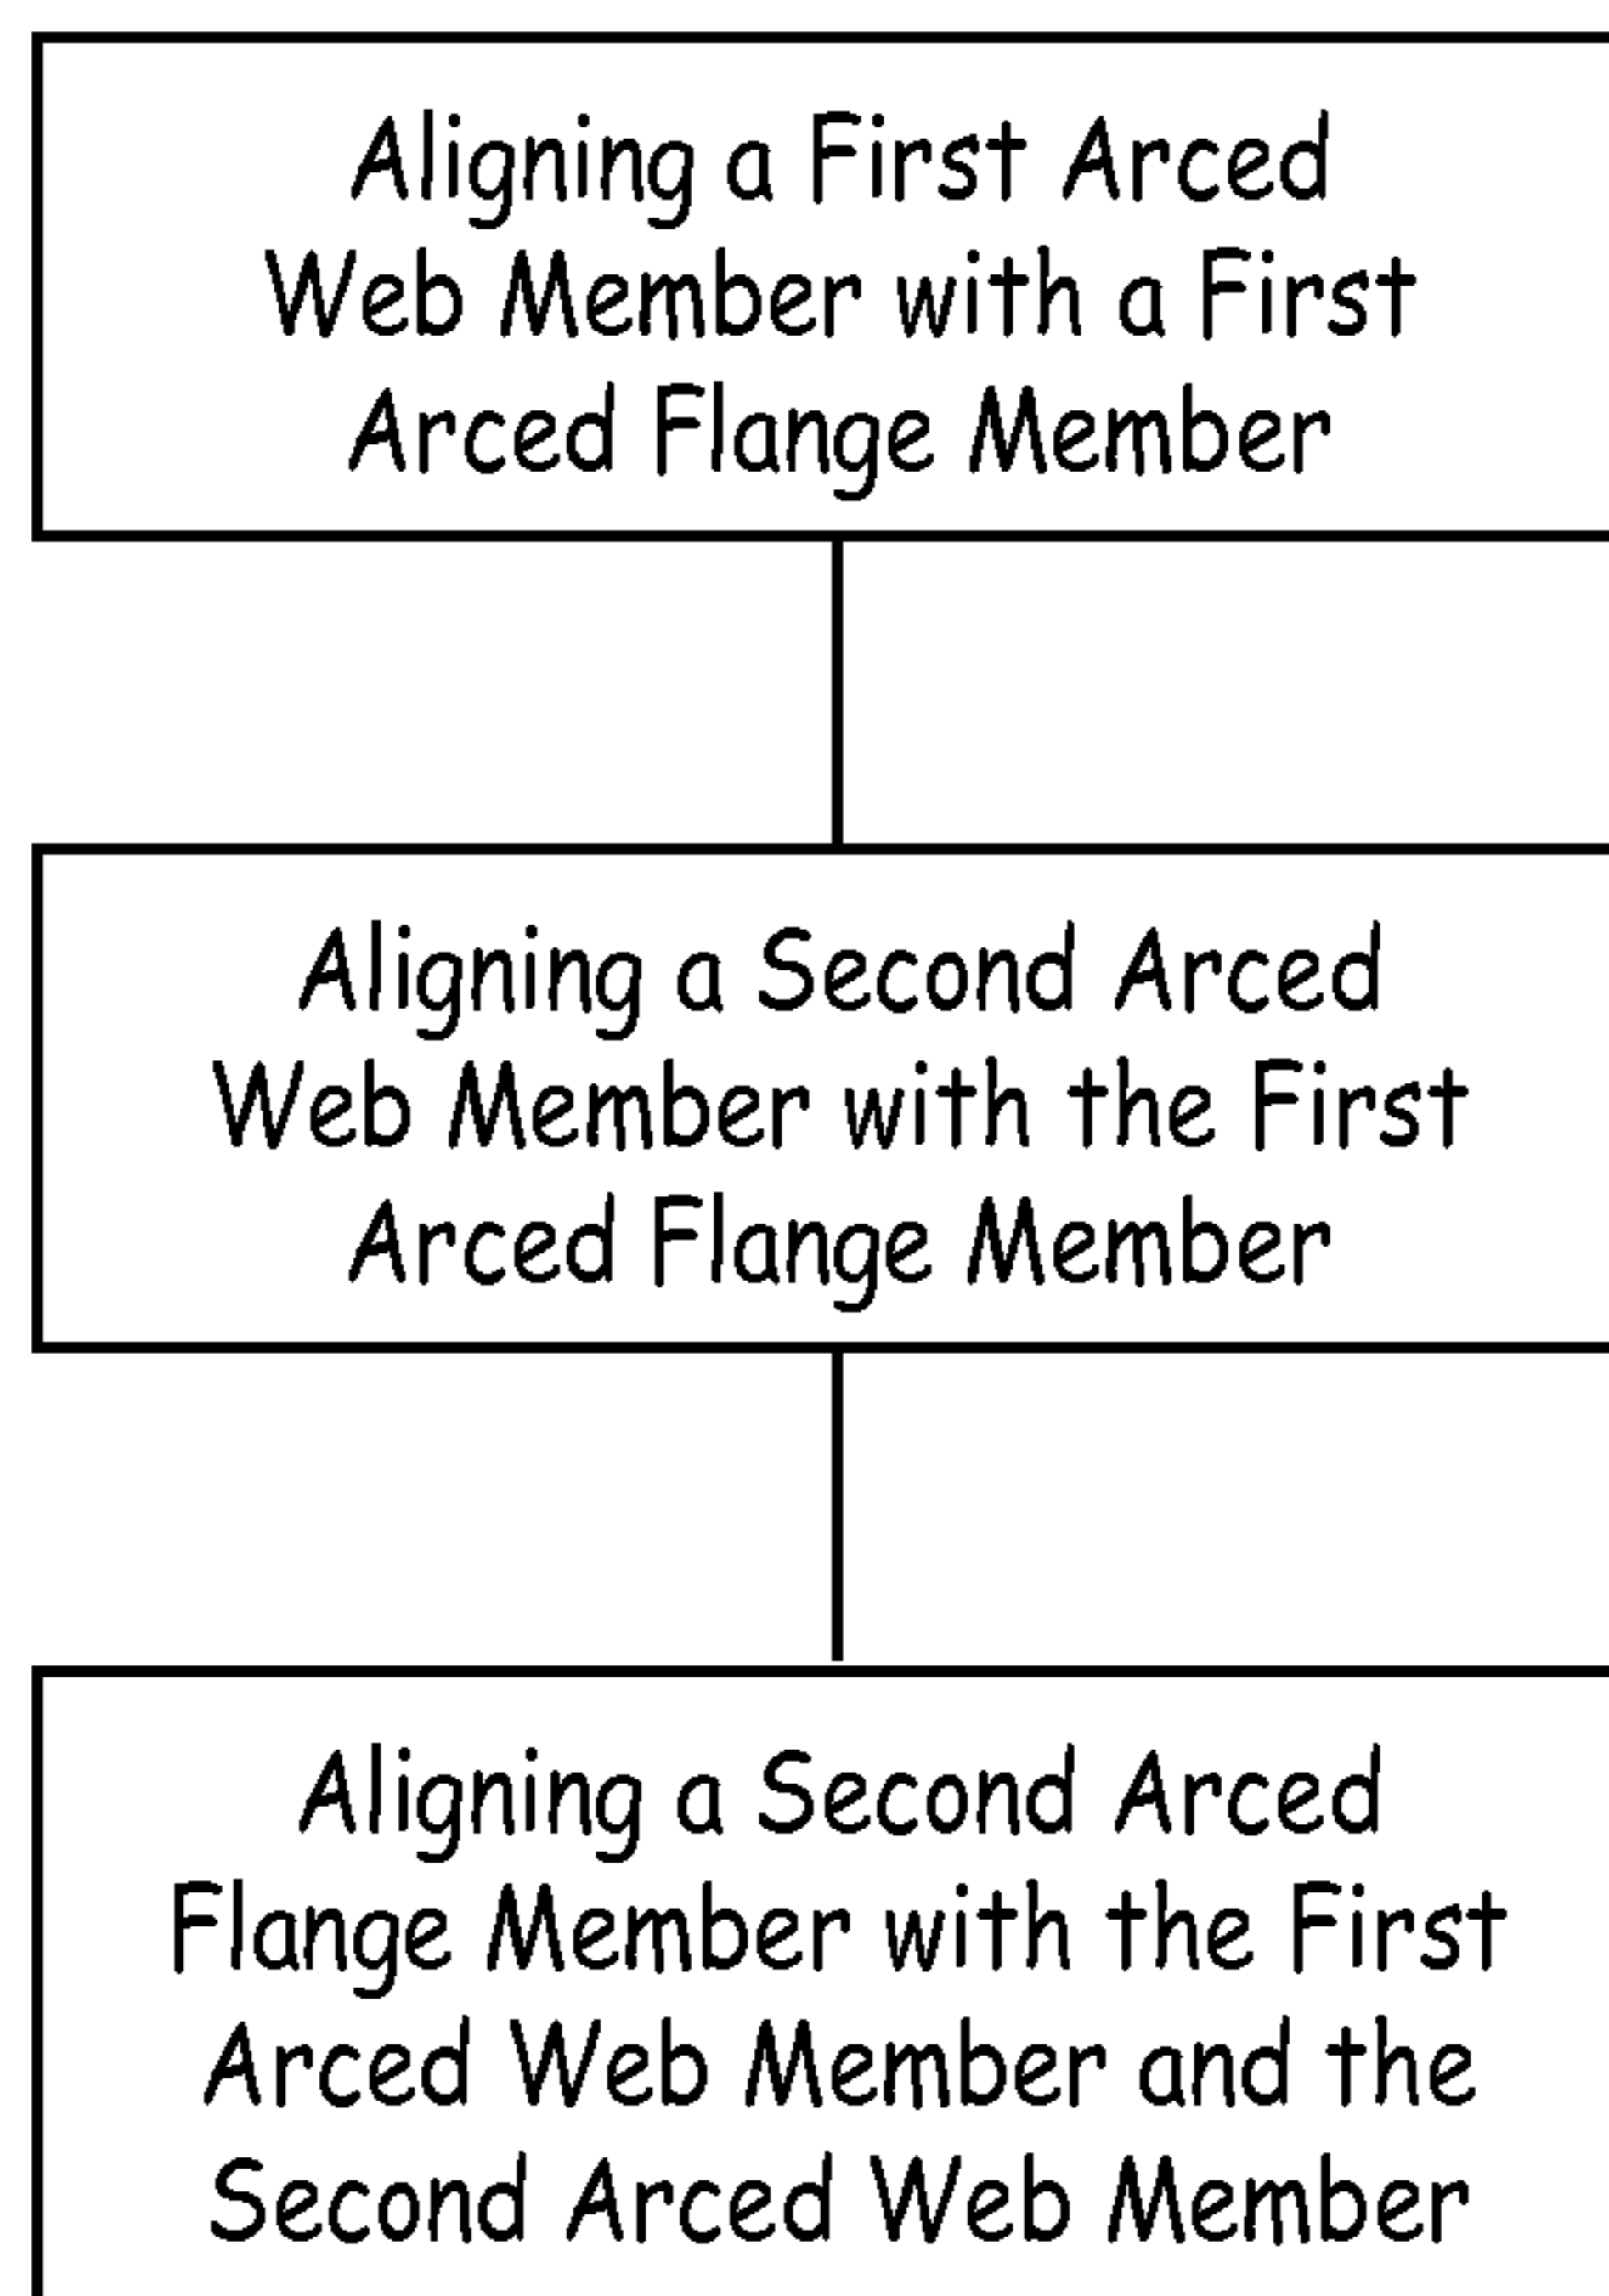 Aligning a First Arced
Web Member with a First
Arced Flange Member
Aligning a Second Arced
Web Member with the First
Arced Flange Member
Aligning a Second Arced
Flange Member with the First
Arced Web Member and the
Second Arced Web Member